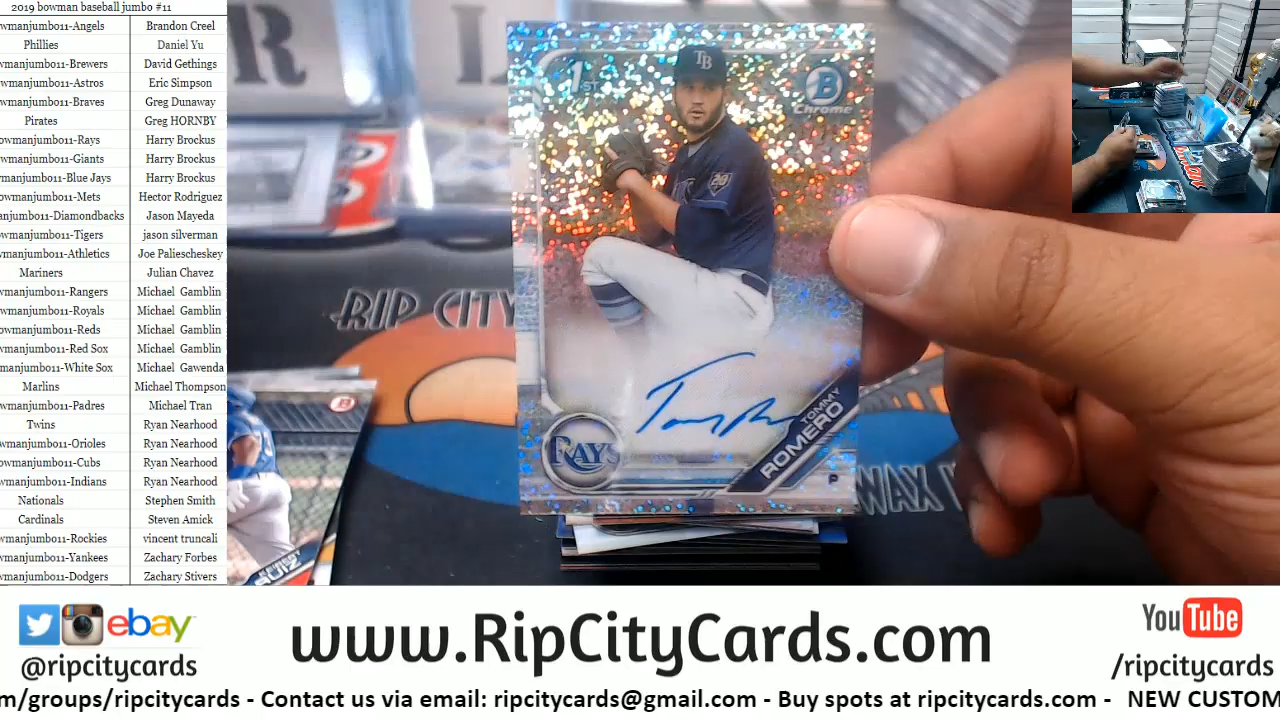 2019 bowman baseball jumbo #11
wmanjumbo11-Angels Brandon Creel
Phillies Daniel Yu
wmanjumbo11-Brewers David Gethings
wmanjumbo11-Astros Eric Simpson
wmanjumbo11-Braves Greg Dunaway
Pirates Greg HORNBY
owmanjumbo11-Rays Harry Brockus
wmanjumbo11-Giants Harry Brockus
manjumbo11-Blue Jays Harry Brockus
owmanjumbo11-Mets Hector Rodriguez
anjumbo11-Diamondbacks Jason Mayeda
wmanjumbo11-Tigers jason silverman
manjumbo11-Athletics Joe Paliescheskey
Mariners Julian Chavez
wmanjumbo11-Rangers Michael Gamblin
wmanjumbo11-Royals Michael Gamblin
owmanjumbo11-Reds Michael Gamblin
wmanjumbo11-Red Sox Michael Gamblin
manjumbo11-White Sox Michael Gawenda
Marlins Michael Thompson
owmanjumbo11-Padres Michael Tran
Twins Ryan Nearhood
wmanjumbo11-Orioles Ryan Nearhood
owmanjumbo11-Cubs Ryan Nearhood
wmanjumbo11-Indians Ryan Nearhood
Nationals Stephen Smith
Cardinals Steven Amick
wmanjumbo11-Rockies vincent truncali
wmanjumbo11-Yankees Zachary Forbes
wmanjumbo11-Dodgers Zachary Stivers
1ST
TB
B
Chrome
RIP CITY
WAX
RAYS
TOMMY
ROMERO
P
ebay
@ripcitycards
www.RipCityCards.com
YouTube
/ripcitycards
m/groups/ripcitycards - Contact us via email: ripcitycards@gmail.com - Buy spots at ripcitycards.com - NEW CUSTOM